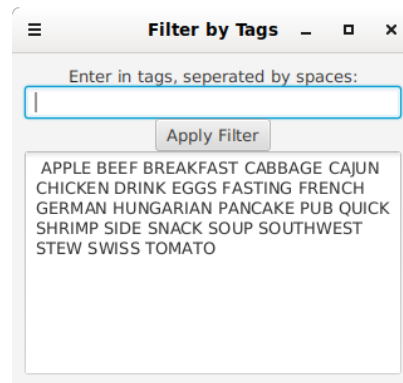 Filter by Tags
Enter in tags, seperated by spaces:
Apply Filter
APPLE BEEF BREAKFAST CABBAGE CAJUN
CHICKEN DRINK EGGS FASTING FRENCH
GERMAN HUNGARIAN PANCAKE PUB QUICK
SHRIMP SIDE SNACK SOUP SOUTHWEST
STEW SWISS TOMATO